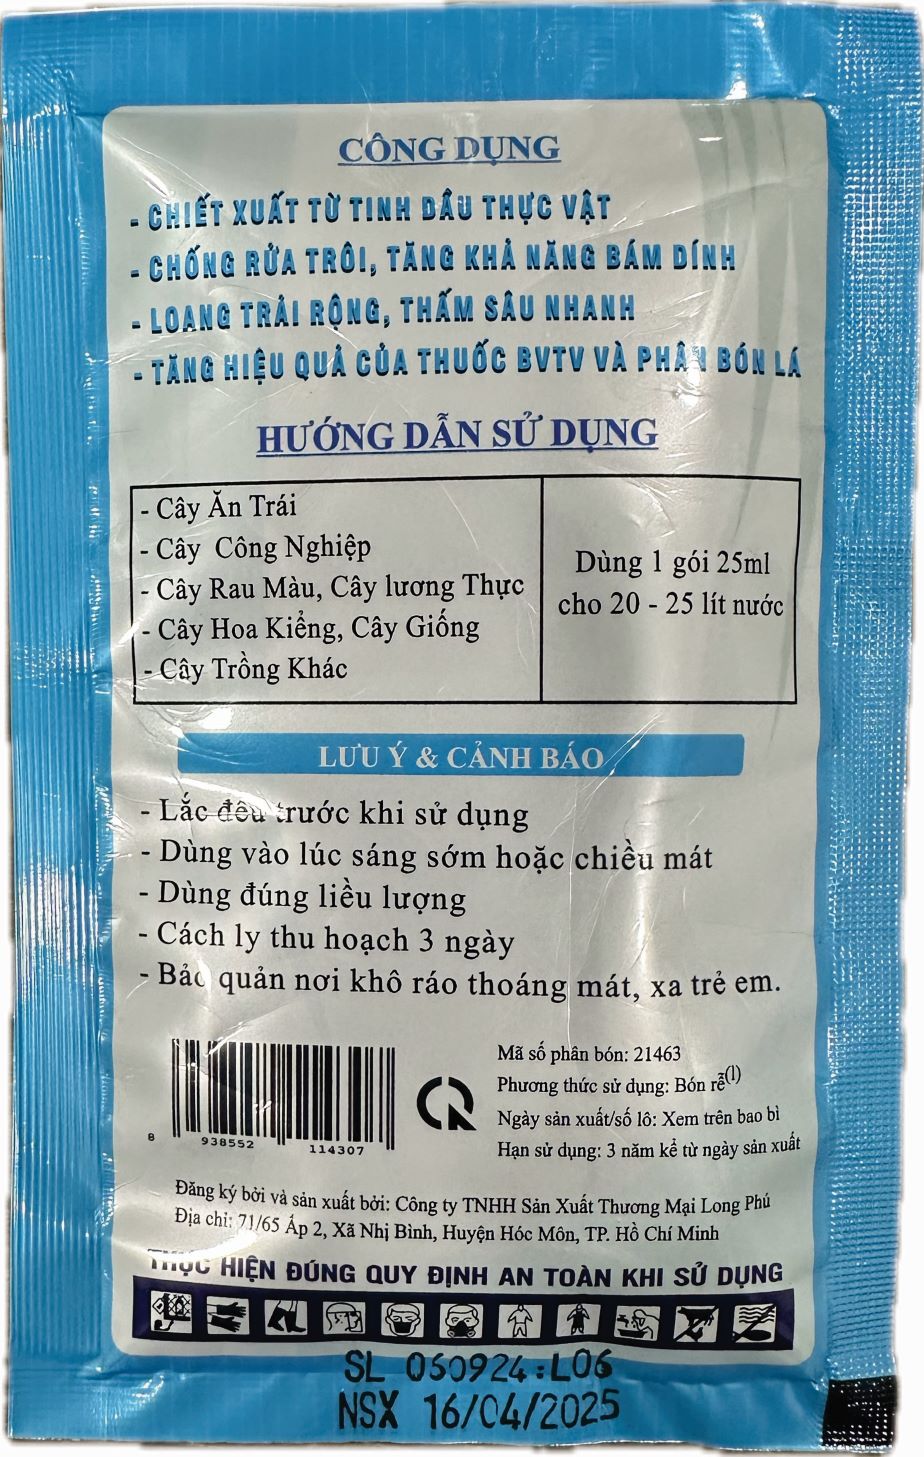 CÔNG DỤNG
- CHIẾT XUẤT TỪ TINH DẦU THỰC VẬT
- CHỐNG RỬA TRÔI, TĂNG KHẢ NĂNG BÁM DÍNH
- LOANG TRẢI RỘNG, THẤM SÂU NHANH
- TĂNG HIỆU QUẢ CỦA THUỐC BVTV VÀ PHÂN BÓN LÁ
HƯỚNG DẪN SỬ DỤNG
- Cây Ăn Trái
- Cây Công Nghiệp
- Cây Rau Màu, Cây lương Thực
- Cây Hoa Kiểng, Cây Giống
- Cây Trồng Khác
Dùng 1 gói 25ml
cho 20 - 25 lít nước
LƯU Ý & CẢNH BÁO
- Lắc đều trước khi sử dụng
- Dùng vào lúc sáng sớm hoặc chiều mát
- Dùng đúng liều lượng
- Cách ly thu hoạch 3 ngày
- Bảo quản nơi khô ráo thoáng mát, xa trẻ em.
Mã số phân bón: 21463
Phương thức sử dụng: Bón rễ(1)
Ngày sản xuất/số lô: Xem trên bao bì
Hạn sử dụng: 3 năm kể từ ngày sản xuất
8 938552 114307
Đăng ký bởi và sản xuất bởi: Công ty TNHH Sản Xuất Thương Mại Long Phú
Địa chỉ: 71/65 Ấp 2, Xã Nhị Bình, Huyện Hóc Môn, TP. Hồ Chí Minh
THỰC HIỆN ĐÚNG QUY ĐỊNH AN TOÀN KHI SỬ DỤNG
SL 050924:L06
NSX 16/04/2025